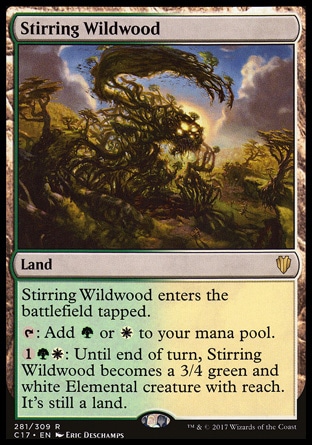 Stirring Wildwood
Land
Stirring Wildwood enters the
battlefield tapped.
: Add or to your mana pool.
1 : Until end of turn, Stirring
Wildwood becomes a 3/4 green and
white Elemental creature with reach.
It's still a land.
281/309 R
C17 • EN Eric Deschamps
™ & © 2017 Wizards of the Coast